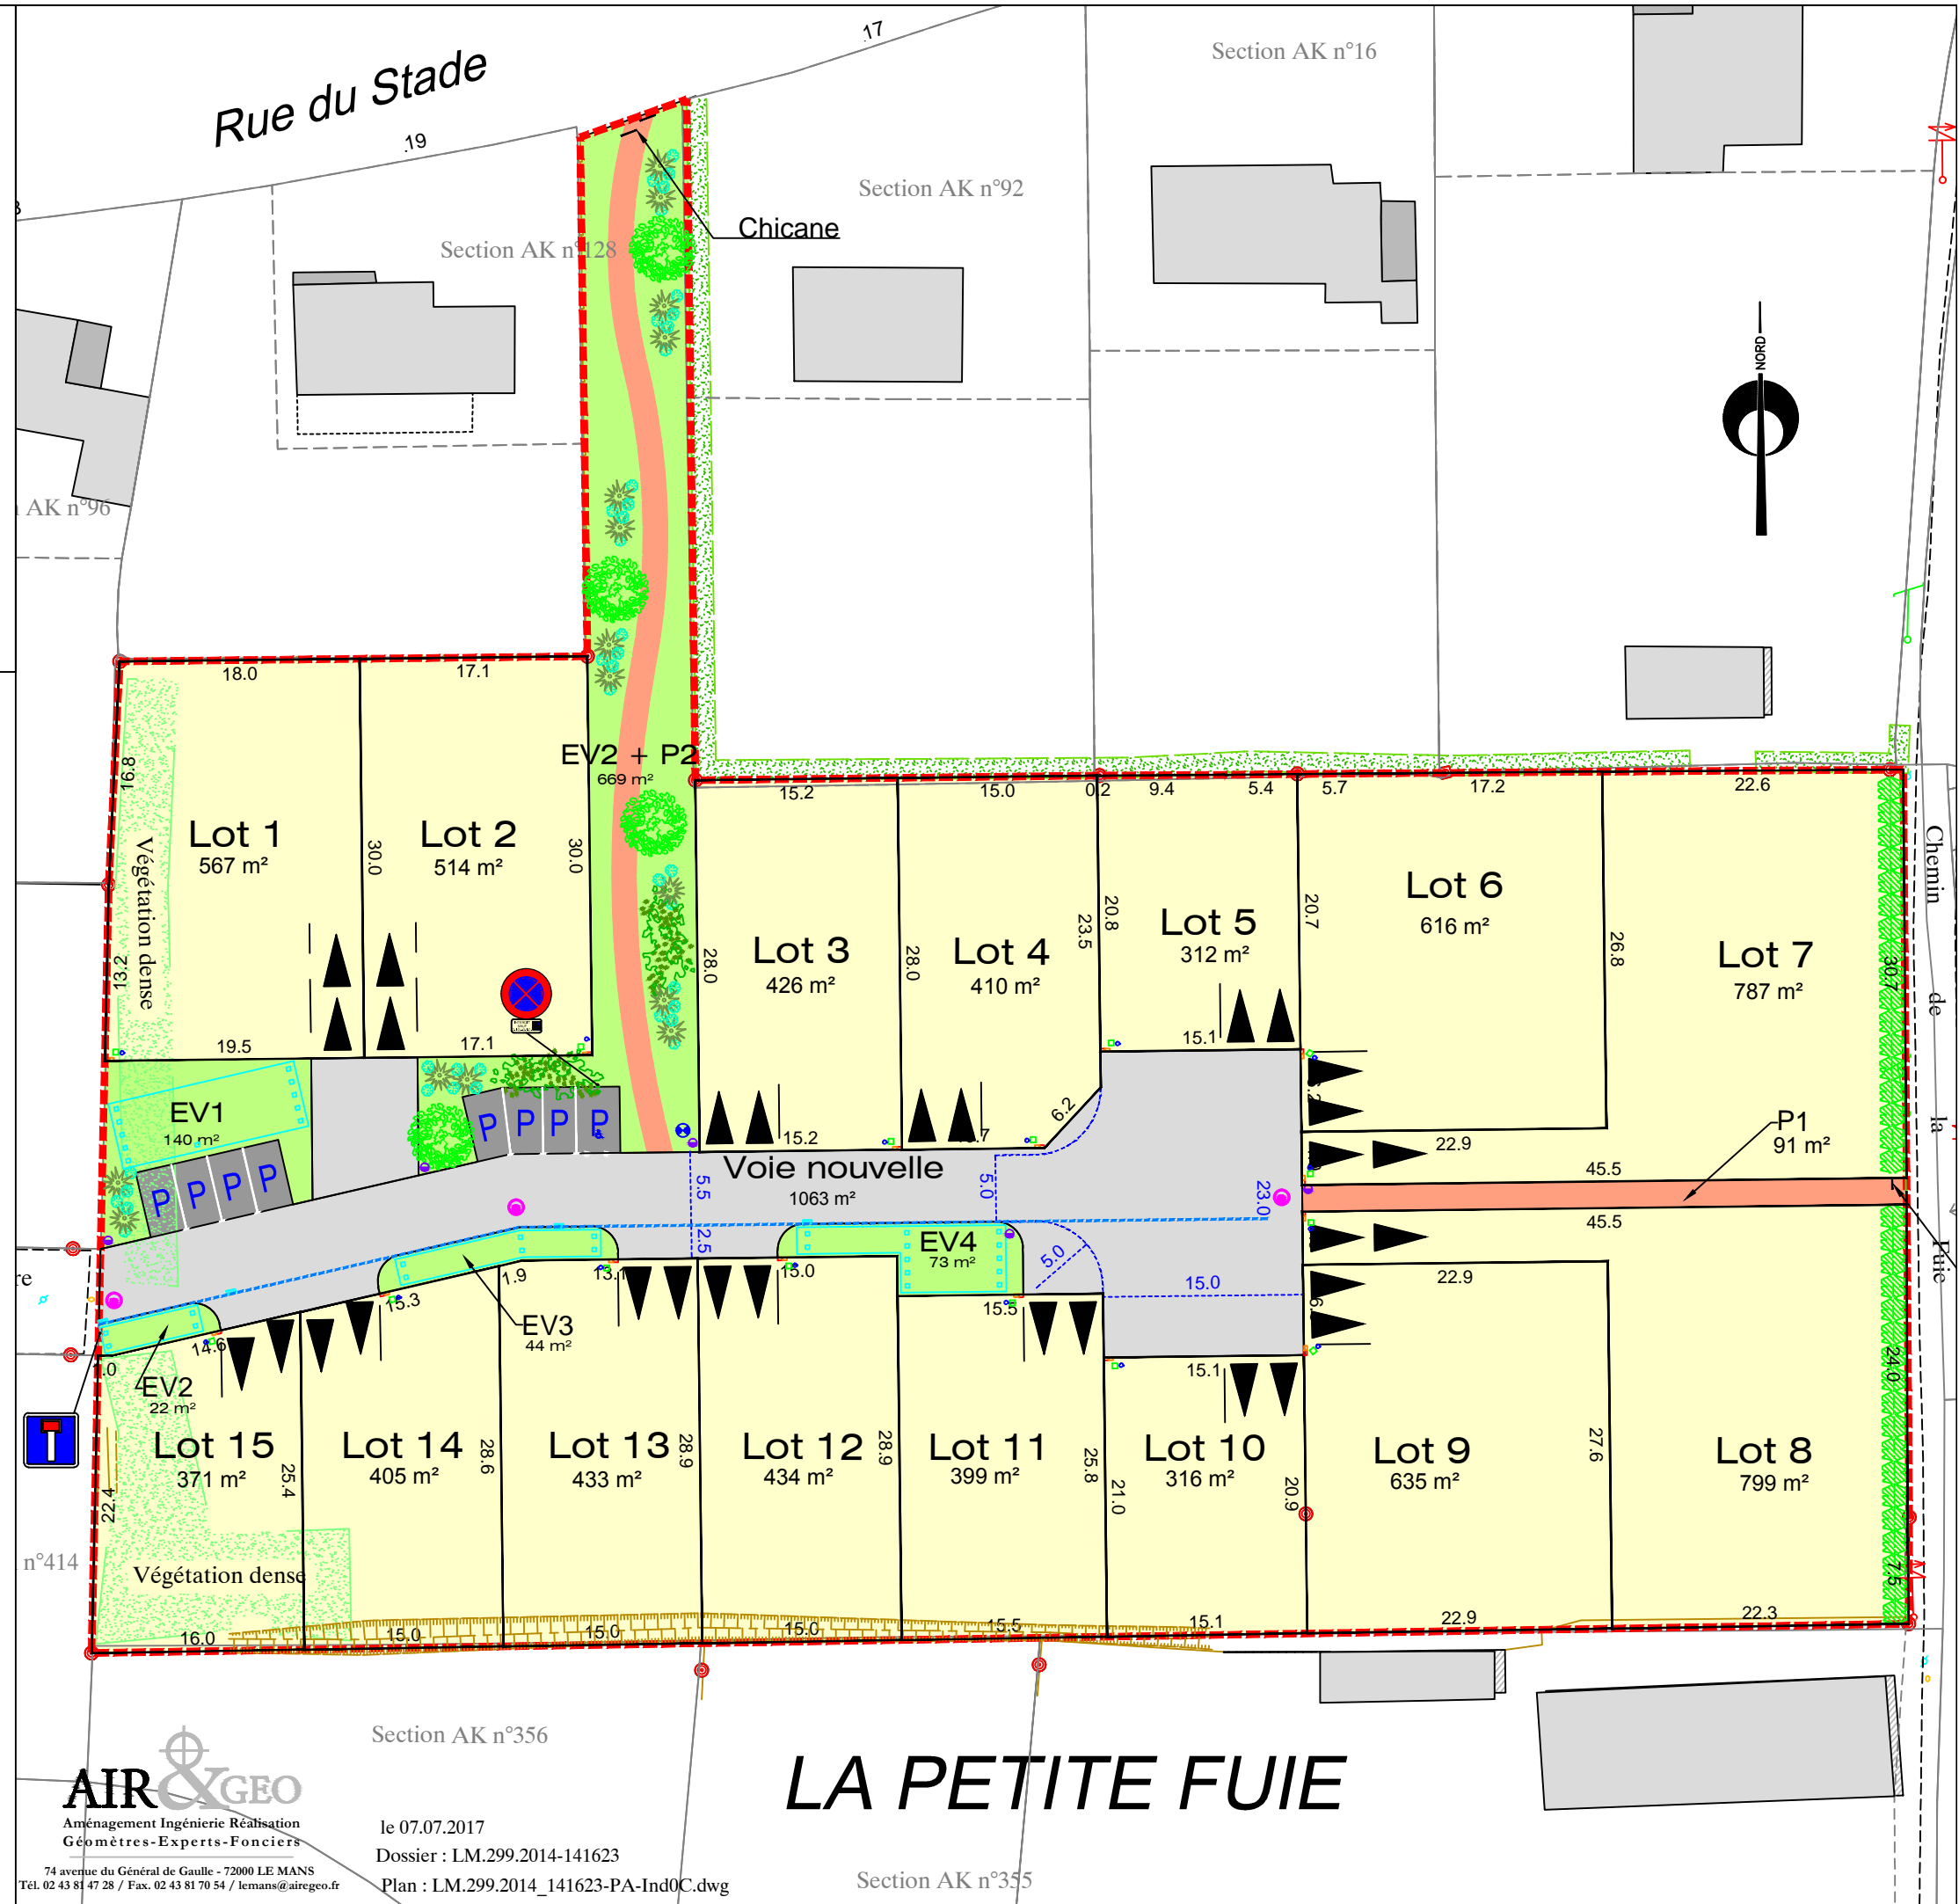 Rue du Stade
.17
.19
Section AK n°16
Section AK n°92
Section AK n°128
Chicane
NORD
AK n°96
18.0
17.1
16.8
Végétation dense
13.2
Lot 1
567 m²
30.0
Lot 2
514 m²
30.0
19.5
17.1
EV2 + P2
669 m²
15.2
15.0
0.2
9.4
5.4
5.7
17.2
22.6
Lot 3
426 m²
28.0
28.0
Lot 4
410 m²
23.5
20.8
Lot 5
312 m²
20.7
Lot 6
616 m²
26.8
Lot 7
787 m²
30.7
Chemin de la Fuie
15.1
6.2
15.2
EV1
140 m²
P P P P
P P P P
Voie nouvelle
1063 m²
5.5
2.5
5.0
5.0
23.0
15.0
22.9
P1
91 m²
45.5
45.5
22.9
EV4
73 m²
EV3
44 m²
EV2
22 m²
14.6
15.3
1.9
15.0
15.5
15.1
Lot 15
371 m²
22.4
25.4
Lot 14
405 m²
28.6
Lot 13
433 m²
28.9
Lot 12
434 m²
28.9
Lot 11
399 m²
25.8
21.0
Lot 10
316 m²
20.9
Lot 9
635 m²
27.6
Lot 8
799 m²
24.0
7.5
n°414
Végétation dense
16.0
15.0
15.0
15.0
15.5
15.1
22.9
22.3
Section AK n°356
LA PETITE FUIE
Section AK n°355
AIR & GEO
Aménagement Ingénierie Réalisation
Géomètres-Experts-Fonciers
74 avenue du Général de Gaulle - 72000 LE MANS
Tél. 02 43 81 47 28 / Fax. 02 43 81 70 54 / lemans@airegeo.fr
le 07.07.2017
Dossier : LM.299.2014-141623
Plan : LM.299.2014_141623-PA-Ind0C.dwg